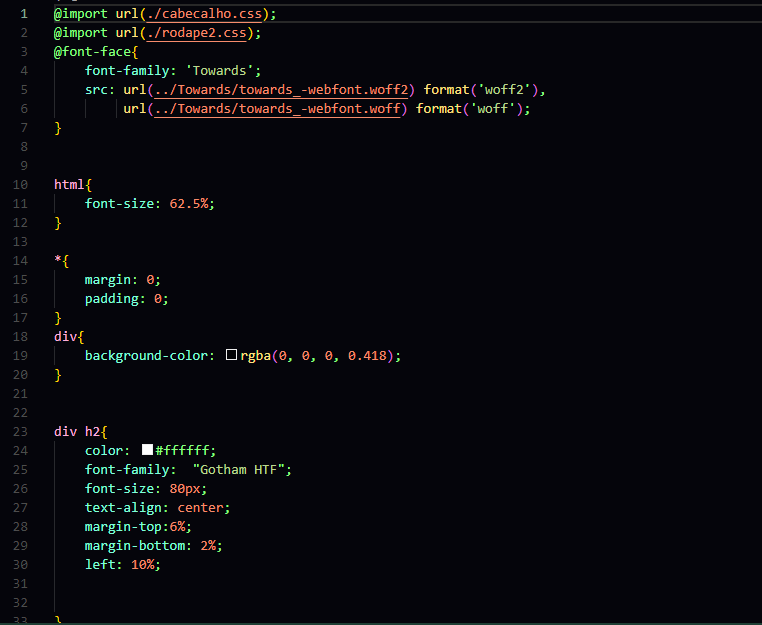 1 @import url(./cabecalho.css);
2 @import url(./rodape2.css);
3 @font-face{
4 font-family: 'Towards';
5 src: url(../Towards/towards_-webfont.woff2) format('woff2'),
6 url(../Towards/towards_-webfont.woff) format('woff');
7 }
8
9
10 html{
11 font-size: 62.5%;
12 }
13
14 *{
15 margin: 0;
16 padding: 0;
17 }
18 div{
19 background-color: rgba(0, 0, 0, 0.418);
20 }
21
22
23 div h2{
24 color: #ffffff;
25 font-family:  "Gotham HTF";
26 font-size: 80px;
27 text-align: center;
28 margin-top:6%;
29 margin-bottom: 2%;
30 left: 10%;
31
32
33 }